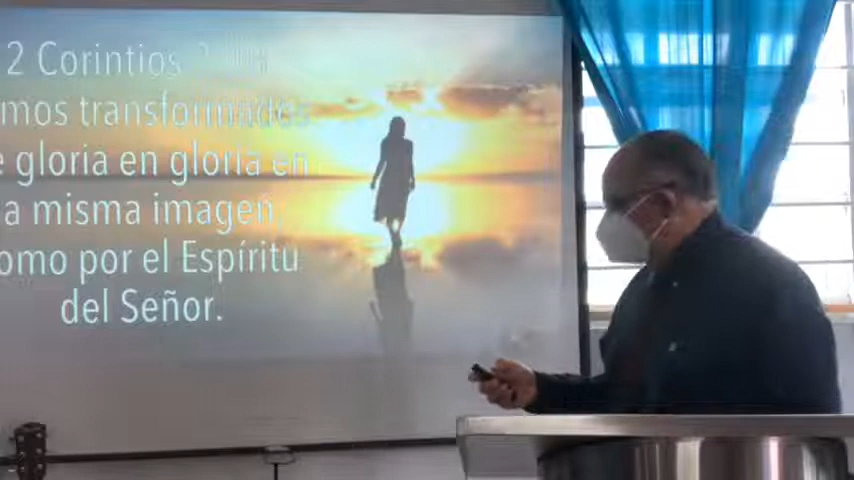 2 Corintios
mos transformados
e gloria en gloria en
a misma imagen,
omo por el Espíritu
del Señor.